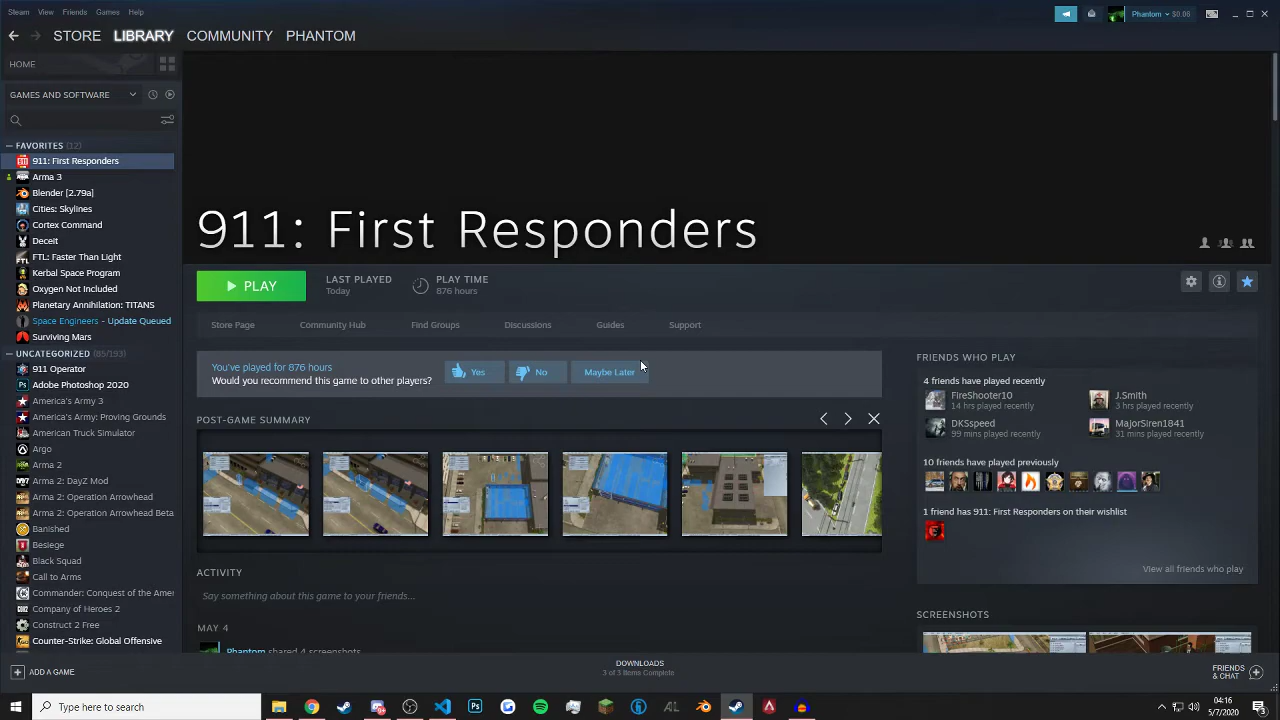 Steam View Friends Games Help
Phantom $0.06
STORE LIBRARY COMMUNITY PHANTOM
HOME
GAMES AND SOFTWARE
FAVORITES (12)
911: First Responders
Arma 3
Blender [2.79a]
Cities: Skylines
Cortex Command
Deceit
FTL: Faster Than Light
Kerbal Space Program
Oxygen Not Included
Planetary Annihilation: TITANS
Space Engineers - Update Queued
Surviving Mars
UNCATEGORIZED (85/193)
911 Operator
Adobe Photoshop 2020
America's Army 3
America's Army: Proving Grounds
American Truck Simulator
Argo
Arma 2
Arma 2: DayZ Mod
Arma 2: Operation Arrowhead
Arma 2: Operation Arrowhead Beta
Banished
Besiege
Black Squad
Call to Arms
Commander: Conquest of the Amer
Company of Heroes 2
Construct 2 Free
Counter-Strike: Global Offensive
ADD A GAME
911: First Responders
PLAY
LAST PLAYED
Today
PLAY TIME
876 hours
Store Page Community Hub Find Groups Discussions Guides Support
You've played for 876 hours
Would you recommend this game to other players?
Yes No Maybe Later
POST-GAME SUMMARY
ACTIVITY
Say something about this game to your friends...
MAY 4
Phantom shared 4 screenshots
FRIENDS WHO PLAY
4 friends have played recently
FireShooter10
14 hrs played recently
J.Smith
3 hrs played recently
DKSspeed
99 mins played recently
MajorSiren1841
31 mins played recently
10 friends have played previously
1 friend has 911: First Responders on their wishlist
View all friends who play
SCREENSHOTS
DOWNLOADS
3 of 3 Items Complete
FRIENDS
& CHAT
Type here to search
04:16
5/7/2020